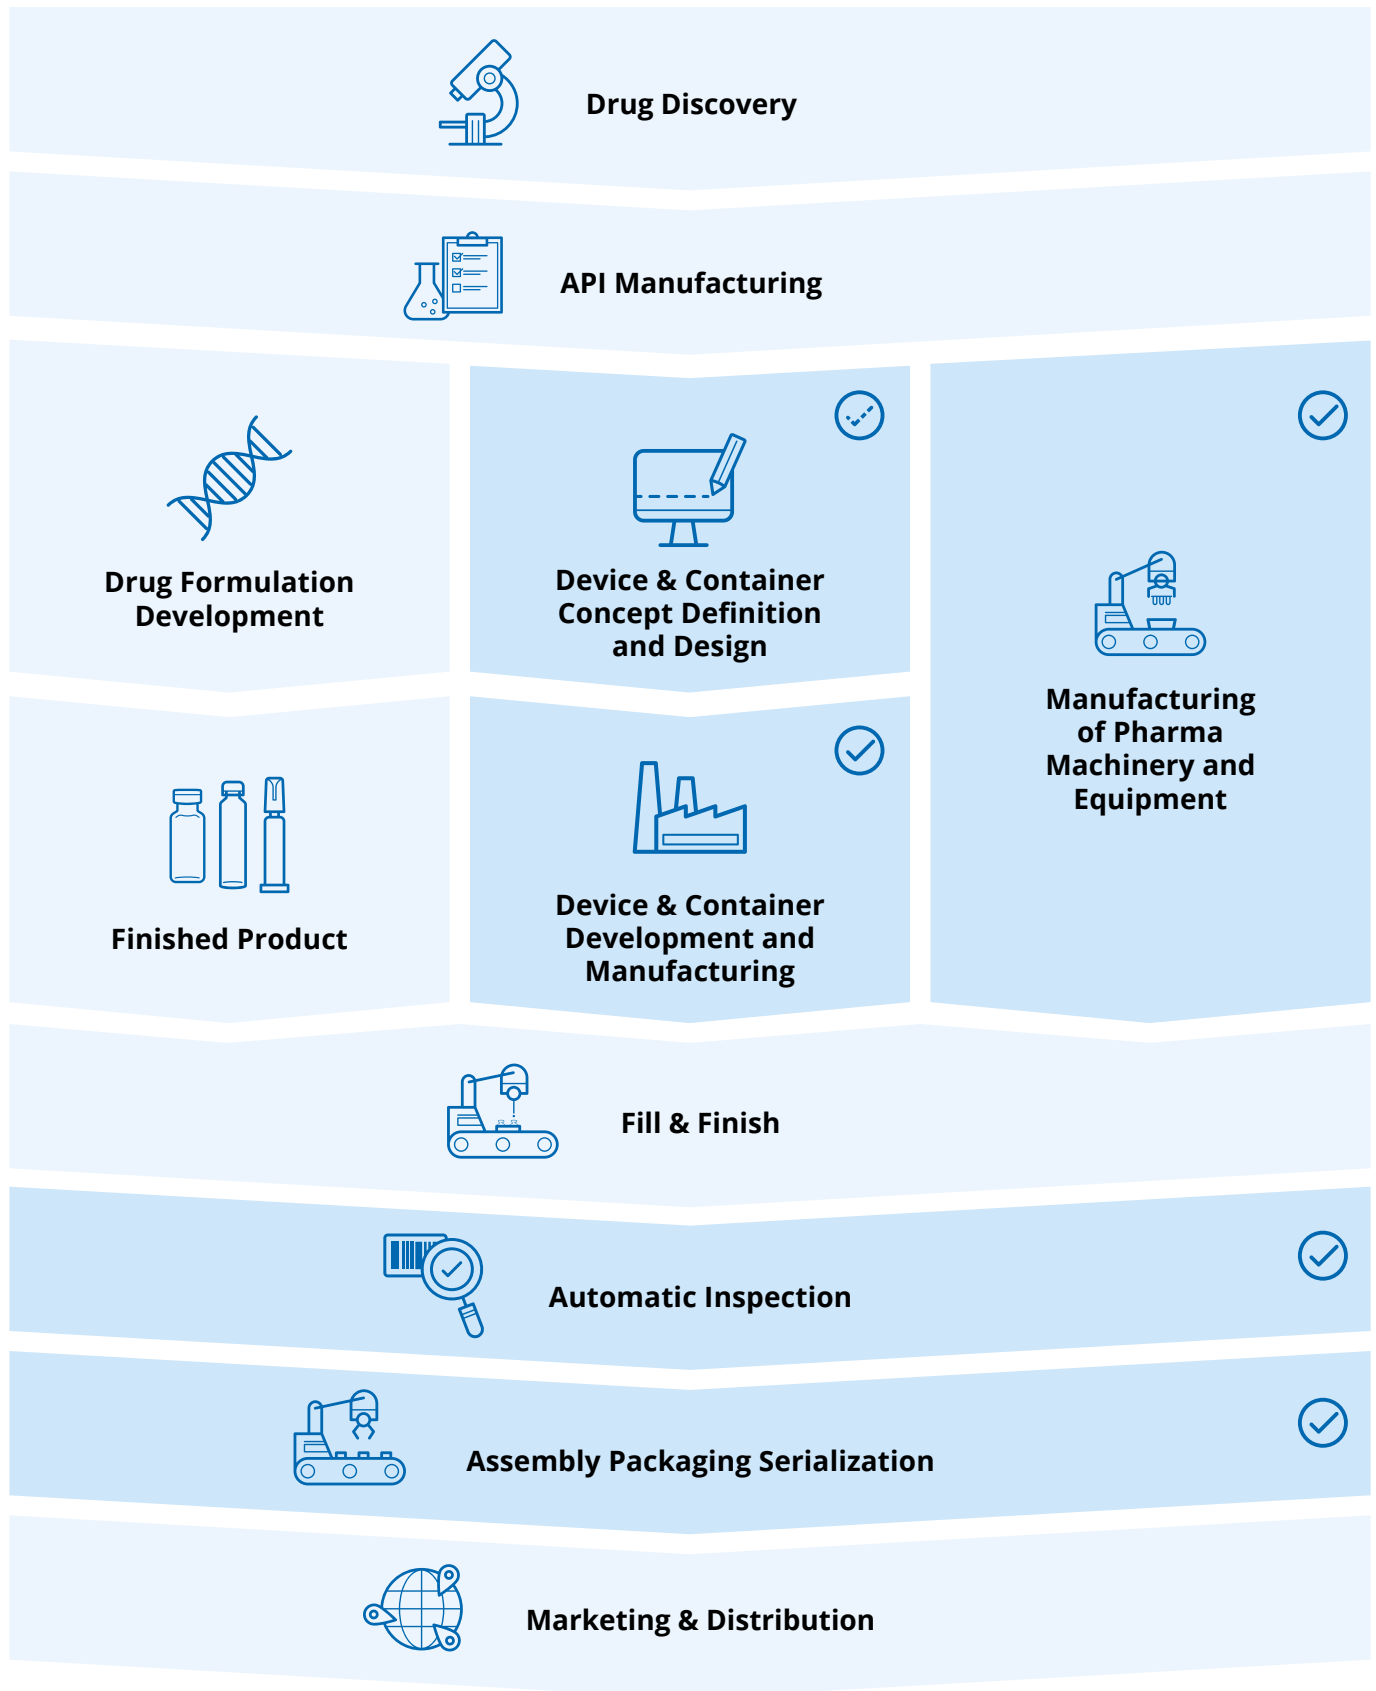 Drug Discovery
API Manufacturing
Drug Formulation
Development
Device & Container
Concept Definition
and Design
Manufacturing
of Pharma
Machinery and
Equipment
Finished Product
Device & Container
Development and
Manufacturing
Fill & Finish
Automatic Inspection
Assembly Packaging Serialization
Marketing & Distribution